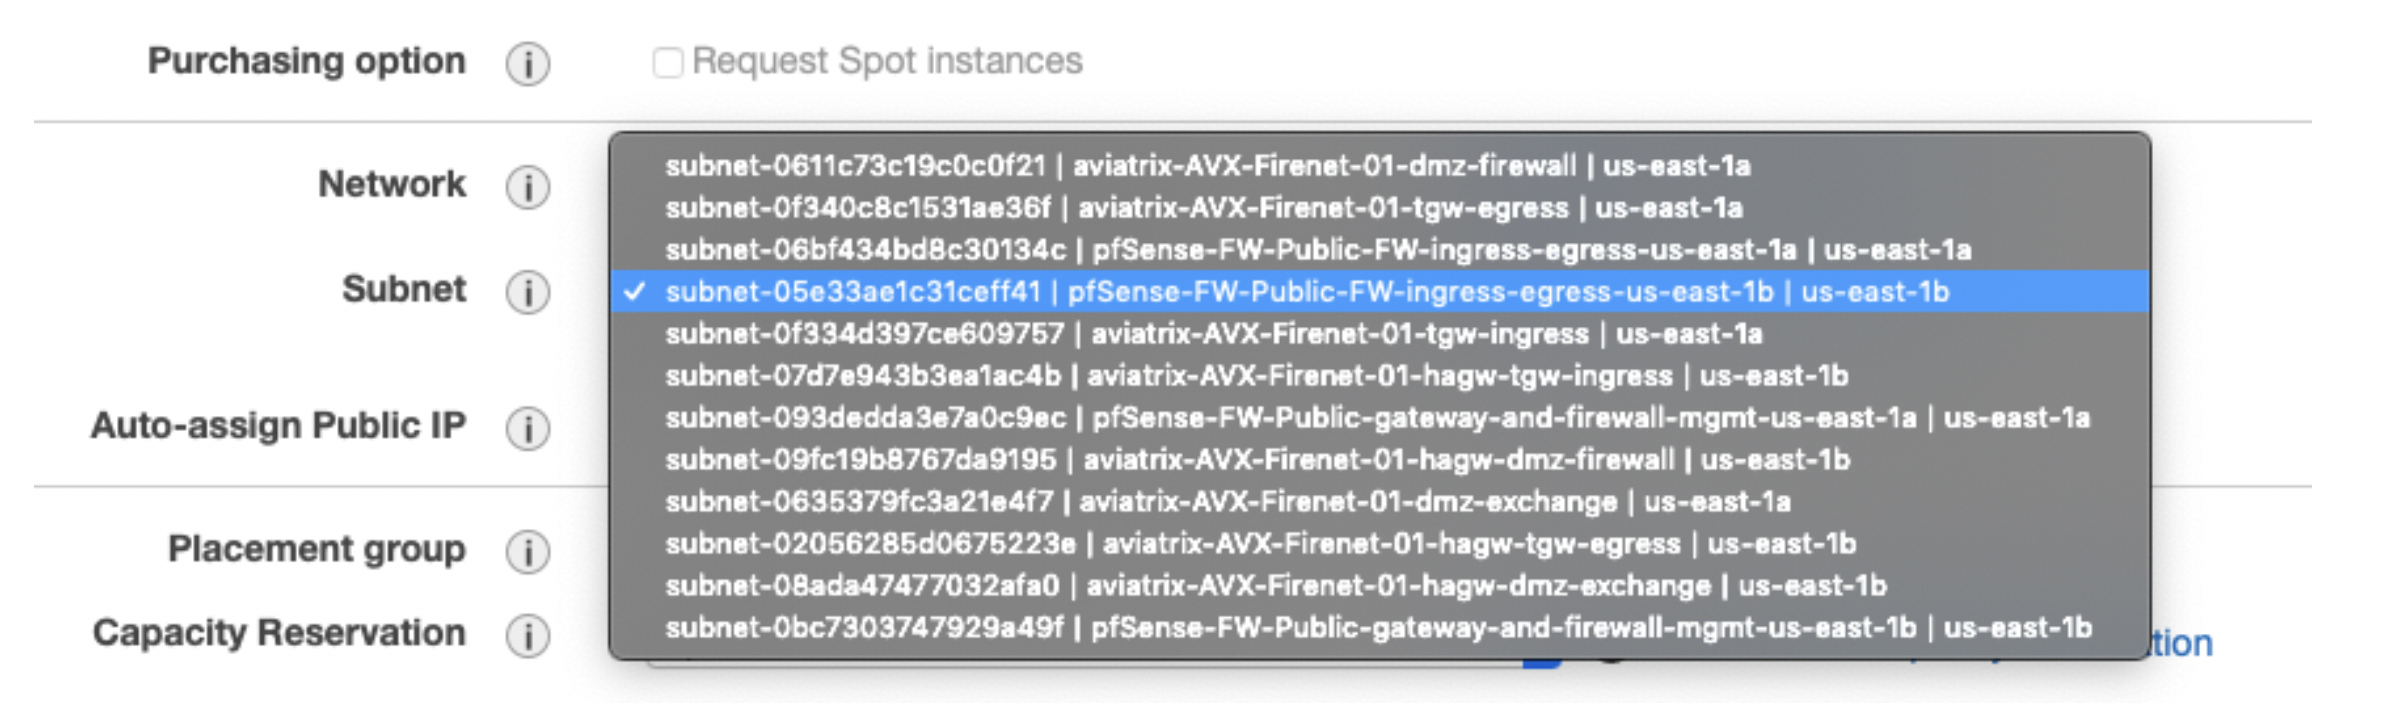 Purchasing option
Request Spot instances
Network
Subnet
Auto-assign Public IP
Placement group
Capacity Reservation
subnet-0611c73c19c0c0f21 | aviatrix-AVX-Firenet-01-dmz-firewall | us-east-1a
subnet-0f340c8c1531ae36f | aviatrix-AVX-Firenet-01-tgw-egress | us-east-1a
subnet-06bf434bd8c30134c | pfSense-FW-Public-FW-ingress-egress-us-east-1a | us-east-1a
✓ subnet-05e33ae1c31ceff41 | pfSense-FW-Public-FW-ingress-egress-us-east-1b | us-east-1b
subnet-0f334d397ce609757 | aviatrix-AVX-Firenet-01-tgw-ingress | us-east-1a
subnet-07d7e943b3ea1ac4b | aviatrix-AVX-Firenet-01-hagw-tgw-ingress | us-east-1b
subnet-093dedda3e7a0c9ec | pfSense-FW-Public-gateway-and-firewall-mgmt-us-east-1a | us-east-1a
subnet-09fc19b8767da9195 | aviatrix-AVX-Firenet-01-hagw-dmz-firewall | us-east-1b
subnet-0635379fc3a21e4f7 | aviatrix-AVX-Firenet-01-dmz-exchange | us-east-1a
subnet-02056285d0675223e | aviatrix-AVX-Firenet-01-hagw-tgw-egress | us-east-1b
subnet-08ada47477032afa0 | aviatrix-AVX-Firenet-01-hagw-dmz-exchange | us-east-1b
subnet-0bc7303747929a49f | pfSense-FW-Public-gateway-and-firewall-mgmt-us-east-1b | us-east-1b